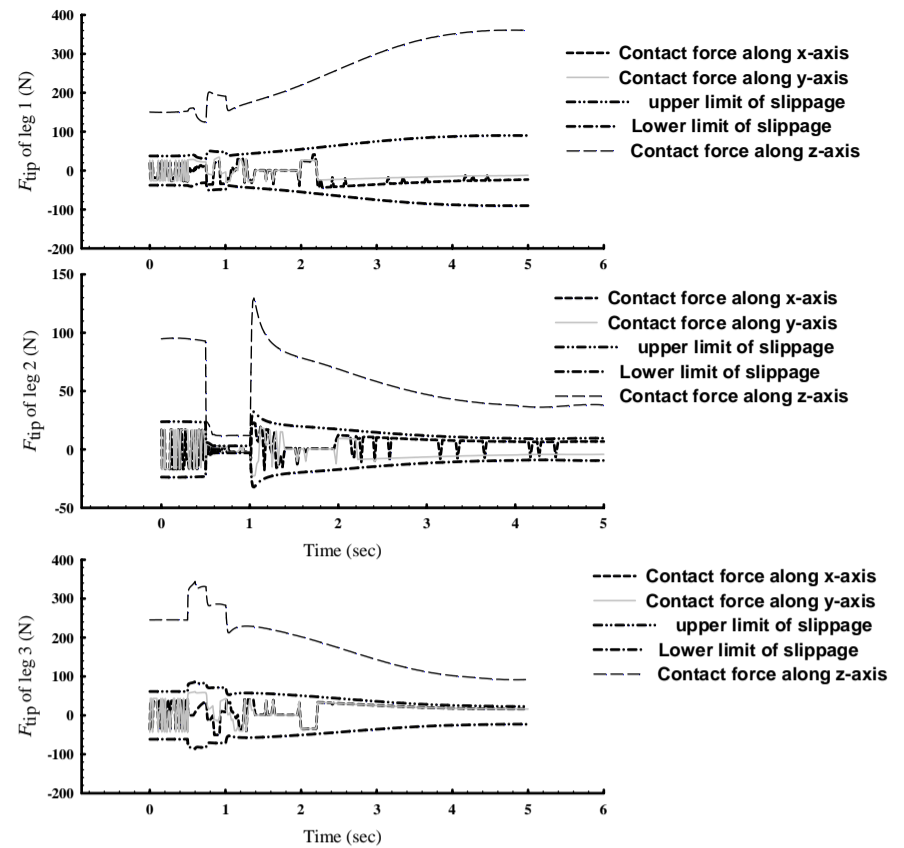 400
300
200
100
0
-100
-200
F tip of leg 1 (N)
0 1 2 3 4 5 6
Contact force along x-axis
Contact force along y-axis
upper limit of slippage
Lower limit of slippage
Contact force along z-axis
150
100
50
0
-50
F tip of leg 2 (N)
0 1 2 3 4 5
Time (sec)
Contact force along x-axis
Contact force along y-axis
upper limit of slippage
Lower limit of slippage
Contact force along z-axis
400
300
200
100
0
-100
-200
F tip of leg 3 (N)
0 1 2 3 4 5 6
Time (sec)
Contact force along x-axis
Contact force along y-axis
upper limit of slippage
Lower limit of slippage
Contact force along z-axis